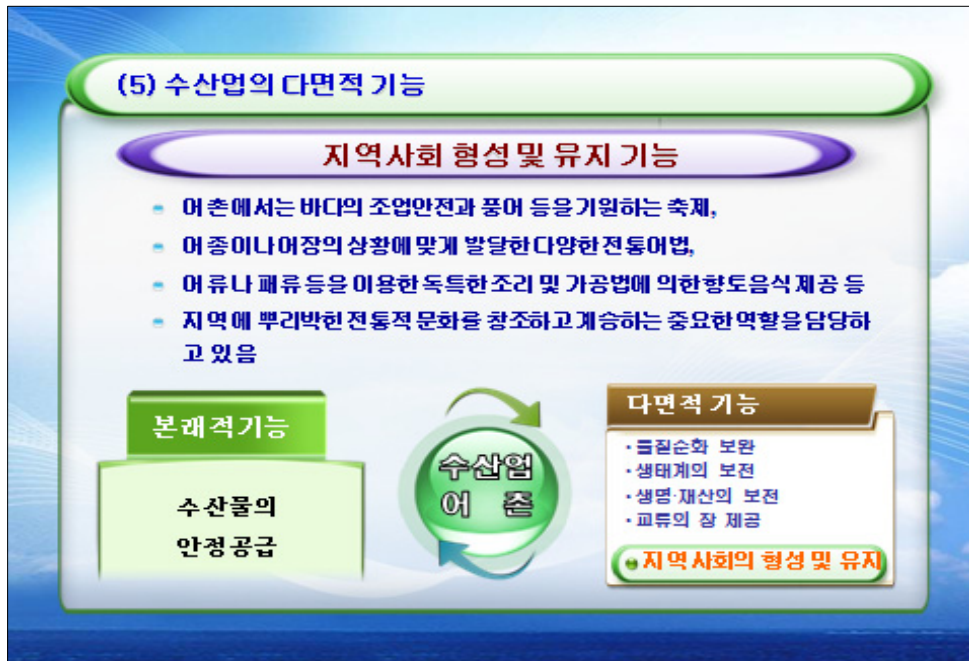 (5) 수산업의 다면적 기능
지역사회 형성 및 유지 기능
어촌에서는 바다의 조업안전과 풍어 등을 기원하는 축제,
어종이나 어장의 상황에 맞게 발달한 다양한 전통어법,
어류나 패류 등을 이용한 독특한 조리 및 가공법에 의한 향토음식 제공 등
지역에 뿌리박힌 전통적 문화를 창조하고 계승하는 중요한 역할을 담당하
고 있음
본래적기능
수산물의
안정공급
수산업
어 촌
다면적 기능
·물질순화 보완
·생태계의 보전
·생명·재산의 보전
·교류의 장 제공
지역사회의 형성 및 유지